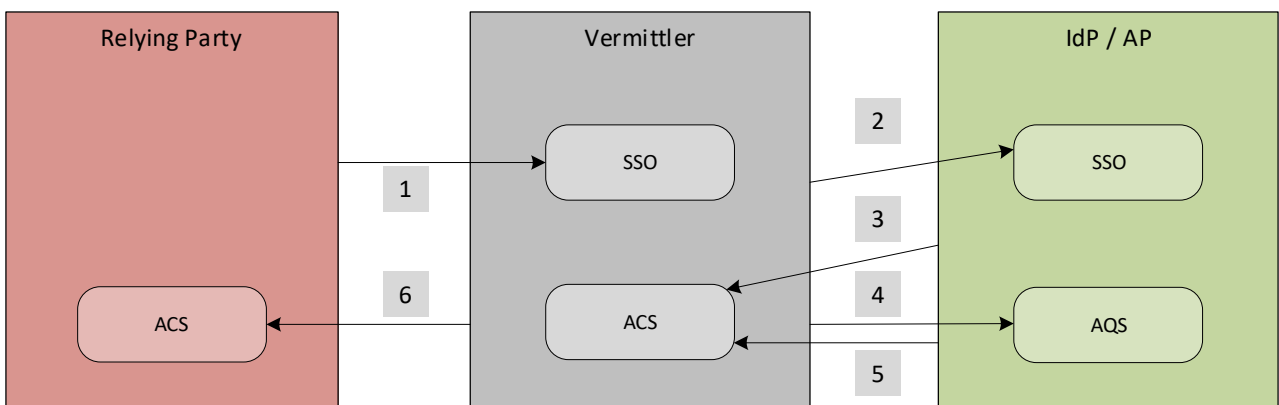 Relying Party
Vermittler
IdP / AP
2
SSO
SSO
1
3
6
4
ACS
ACS
AQS
5